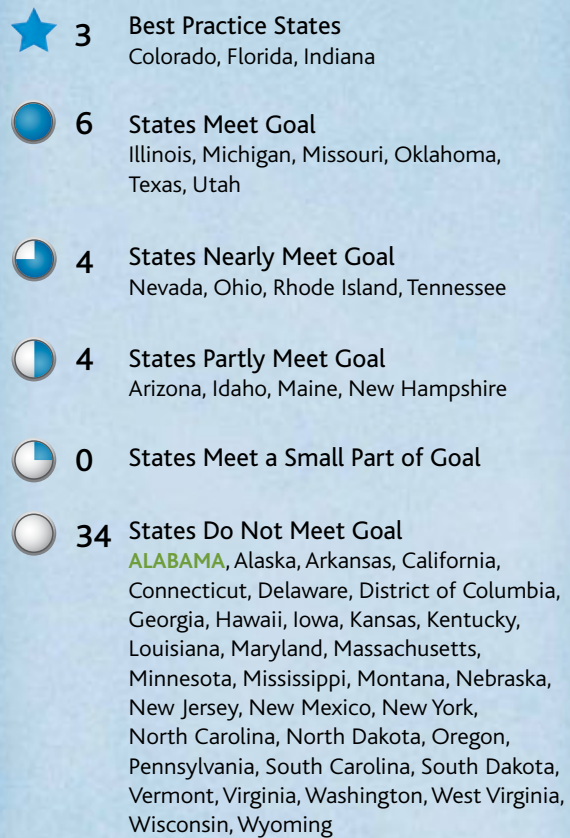 3 Best Practice States
Colorado, Florida, Indiana
6 States Meet Goal
Illinois, Michigan, Missouri, Oklahoma,
Texas, Utah
4 States Nearly Meet Goal
Nevada, Ohio, Rhode Island, Tennessee
4 States Partly Meet Goal
Arizona, Idaho, Maine, New Hampshire
0 States Meet a Small Part of Goal
34 States Do Not Meet Goal
ALABAMA, Alaska, Arkansas, California,
Connecticut, Delaware, District of Columbia,
Georgia, Hawaii, Iowa, Kansas, Kentucky,
Louisiana, Maryland, Massachusetts,
Minnesota, Mississippi, Montana, Nebraska,
New Jersey, New Mexico, New York,
North Carolina, North Dakota, Oregon,
Pennsylvania, South Carolina, South Dakota,
Vermont, Virginia, Washington, West Virginia,
Wisconsin, Wyoming